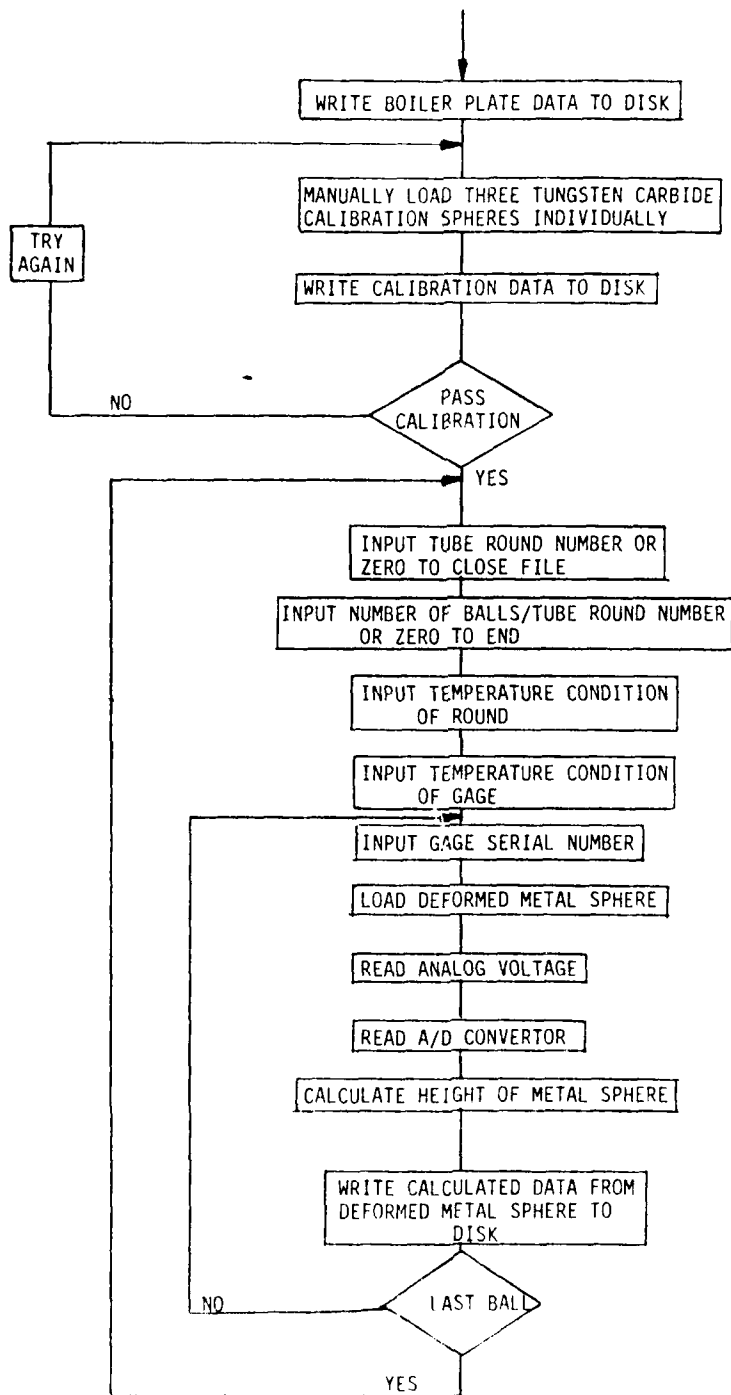 WRITE BOILER PLATE DATA TO DISK
MANUALLY LOAD THREE TUNGSTEN CARBIDE
CALIBRATION SPHERES INDIVIDUALLY
TRY
AGAIN
WRITE CALIBRATION DATA TO DISK
NO
PASS
CALIBRATION
YES
INPUT TUBE ROUND NUMBER OR
ZERO TO CLOSE FILE
INPUT NUMBER OF BALLS/TUBE ROUND NUMBER
OR ZERO TO END
INPUT TEMPERATURE CONDITION
OF ROUND
INPUT TEMPERATURE CONDITION
OF GAGE
INPUT GAGE SERIAL NUMBER
LOAD DEFORMED METAL SPHERE
READ ANALOG VOLTAGE
READ A/D CONVERTOR
CALCULATE HEIGHT OF METAL SPHERE
WRITE CALCULATED DATA FROM
DEFORMED METAL SPHERE TO
DISK
NO
LAST BALL
YES